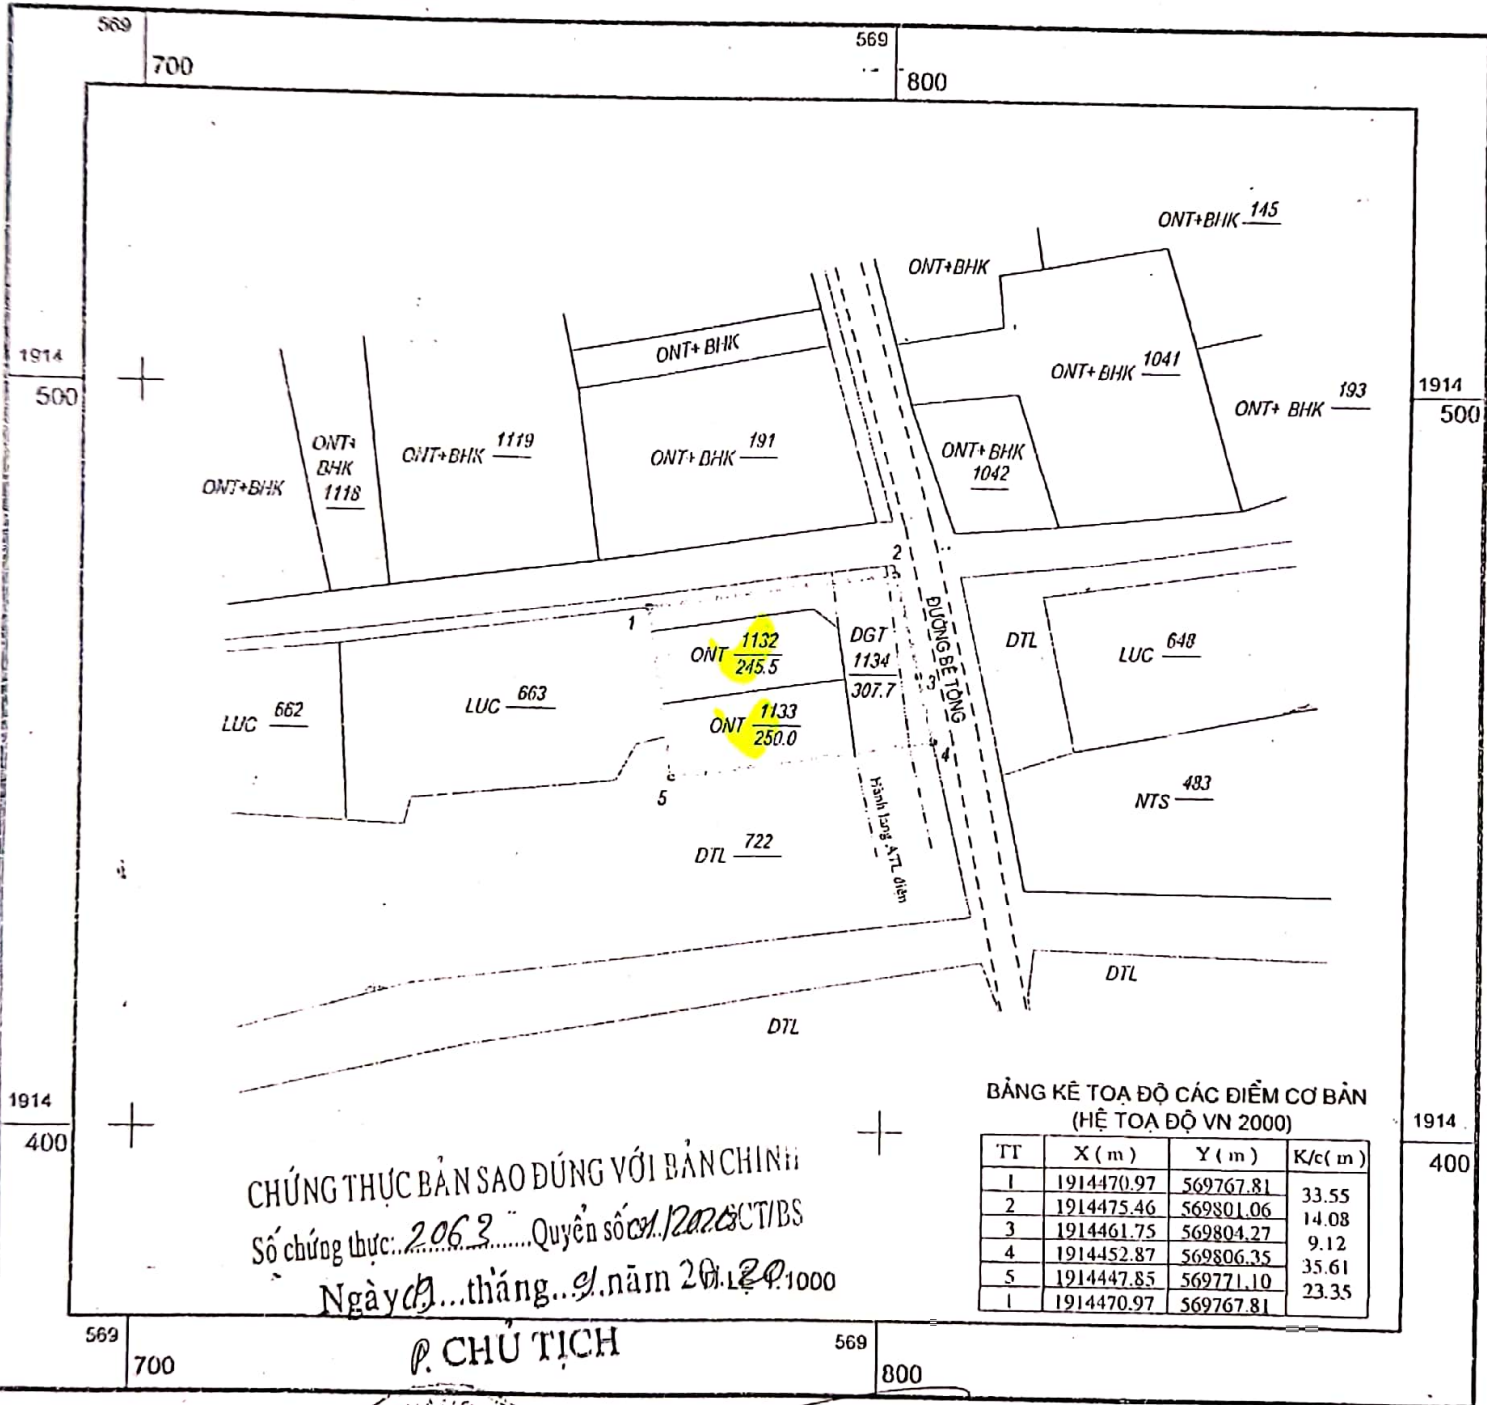 569
700
569
800
1914
500
1914
500
ONT+BHK 145
ONT+BHK
ONT+ BHK
ONT+BHK 1041
ONT+ BHK 193
ONT+BHK
ONT+
BHK
1118
ONT+BHK 1119
ONT+BHK 191
ONT+BHK
1042
2
1
ONT 1132
245.5
DGT
1134
307.7
ĐƯỜNG BÊ TÔNG
3
DTL
LUC 648
LUC 662
LUC 663
ONT 1133
250.0
4
5
Hành lang ATL điện
NTS 483
DTL 722
DTL
DTL
1914
400
1914
400
BẢNG KÊ TOẠ ĐỘ CÁC ĐIỂM CƠ BẢN
(HỆ TOẠ ĐỘ VN 2000)
TT X ( m ) Y ( m ) K/c( m )
1 1914470.97 569767.81
33.55
2 1914475.46 569801.06
14.08
3 1914461.75 569804.27
9.12
4 1914452.87 569806.35
35.61
5 1914447.85 569771.10
23.35
1 1914470.97 569767.81
CHỨNG THỰC BẢN SAO ĐÚNG VỚI BẢN CHÍNH
Số chứng thực: 2063 Quyển số CT/BS
Ngày tháng 9 năm 20
1000
P. CHỦ TỊCH
569
700
569
800